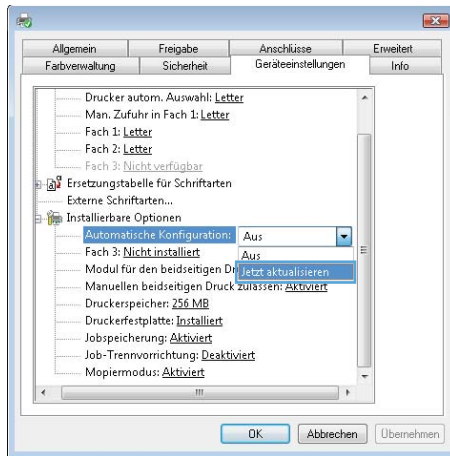 Allgemein Freigabe Anschlüsse Erweitert
Farbverwaltung Sicherheit Geräteeinstellungen Info
Drucker autom. Auswahl: Letter
Man. Zufuhr in Fach 1: Letter
Fach 1: Letter
Fach 2: Letter
Fach 3: Nicht verfügbar
Ersetzungstabelle für Schriftarten
Externe Schriftarten...
Installierbare Optionen
Automatische Konfiguration: Aus
Fach 3: Nicht installiert Aus
Modul für den beidseitigen Dr Jetzt aktualisieren
Manuellen beidseitigen Druck zulassen: Aktiviert
Druckerspeicher: 256 MB
Druckerfestplatte: Installiert
Jobspeicherung: Aktiviert
Job-Trennvorrichtung: Deaktiviert
Mopiermodus: Aktiviert
OK Abbrechen Übernehmen